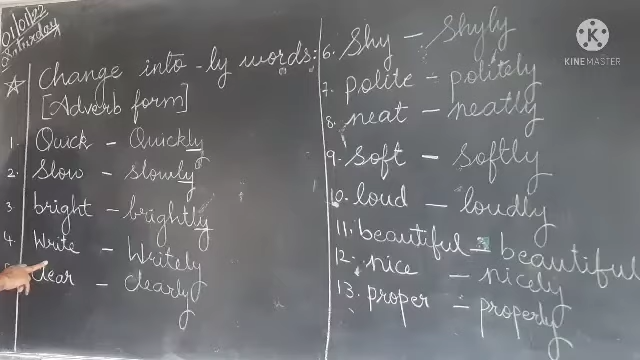 01/01/22
Saturday
Change into -ly words:
[Adverb form]
1. Quick - Quickly
2. Slow - slowly
3. bright - brightly
4. Write - Writely
clear - clearly
6. Shy - Shyly
7. polite - politely
8. neat - neatly
9. soft - softly
10. loud - loudly
11. beautiful - beautiful
12. nice - nicely
13. proper - properly
KINEMASTER